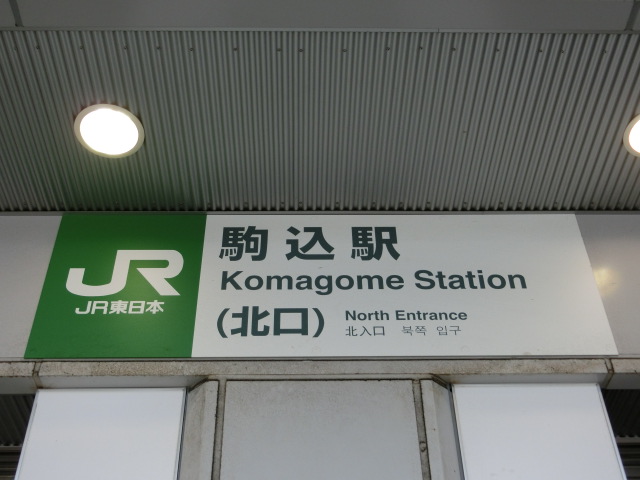 JR
JR東日本
駒込駅
Komagome Station
(北口)
North Entrance
北入口 북쪽 입구